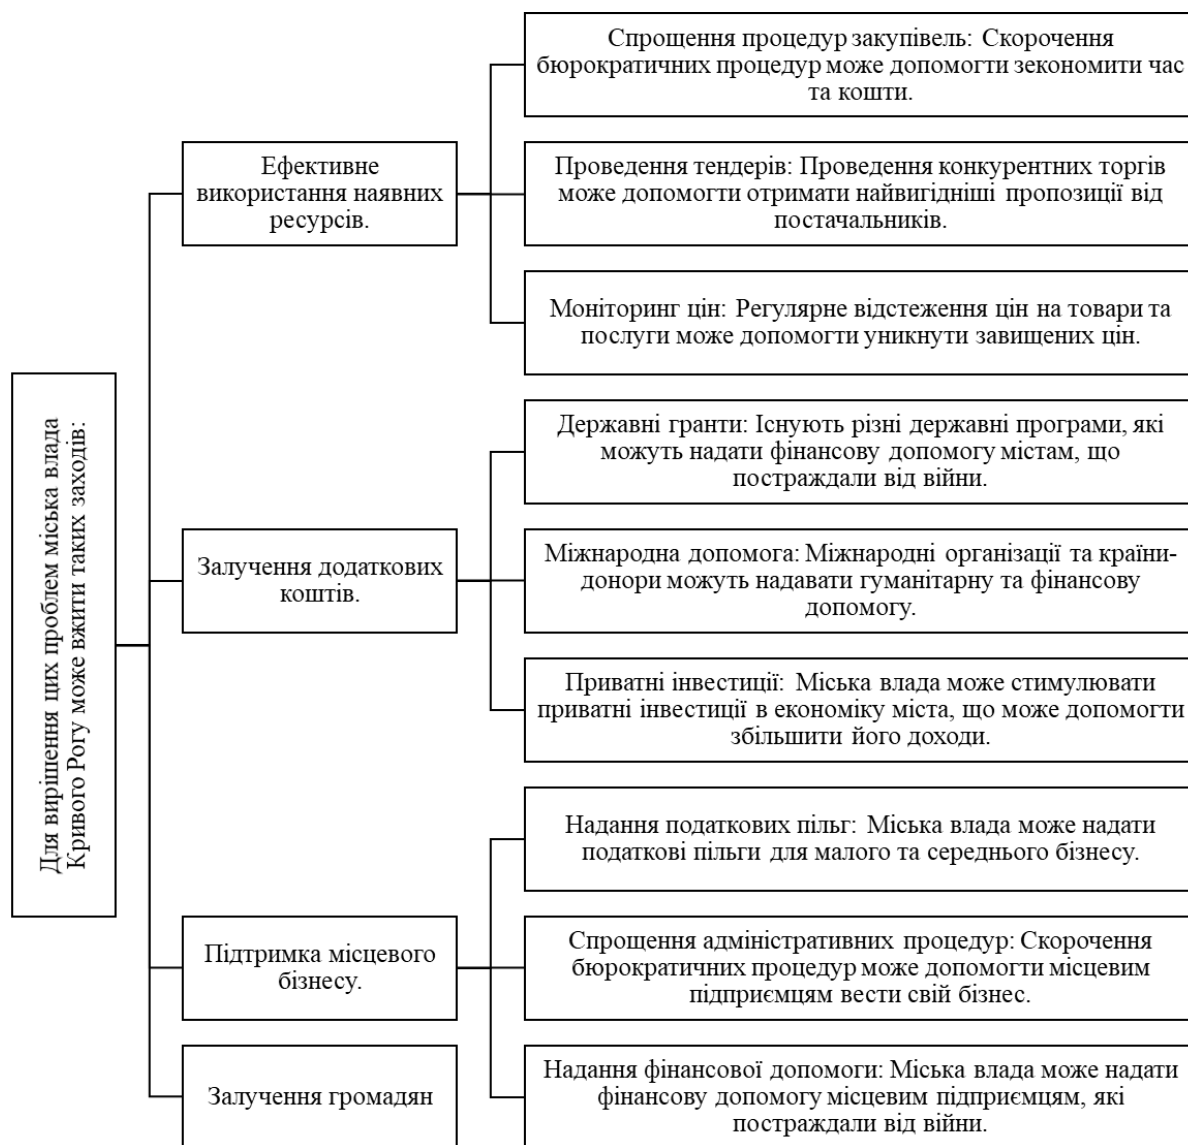 Для вирішення цих проблем міська влада
Кривого Рогу може вжити таких заходів:
Ефективне
використання наявних
ресурсів.
Спрощення процедур закупівель: Скорочення
бюрократичних процедур може допомогти зекономити час
та кошти.
Проведення тендерів: Проведення конкурентних торгів
може допомогти отримати найвигідніші пропозиції від
постачальників.
Моніторинг цін: Регулярне відстеження цін на товари та
послуги може допомогти уникнути завищених цін.
Залучення додаткових
коштів.
Державні гранти: Існують різні державні програми, які
можуть надати фінансову допомогу містам, що
постраждали від війни.
Міжнародна допомога: Міжнародні організації та країни-
донори можуть надавати гуманітарну та фінансову
допомогу.
Приватні інвестиції: Міська влада може стимулювати
приватні інвестиції в економіку міста, що може допомогти
збільшити його доходи.
Підтримка місцевого
бізнесу.
Надання податкових пільг: Міська влада може надати
податкові пільги для малого та середнього бізнесу.
Спрощення адміністративних процедур: Скорочення
бюрократичних процедур може допомогти місцевим
підприємцям вести свій бізнес.
Надання фінансової допомоги: Міська влада може надати
фінансову допомогу місцевим підприємцям, які
постраждали від війни.
Залучення громадян